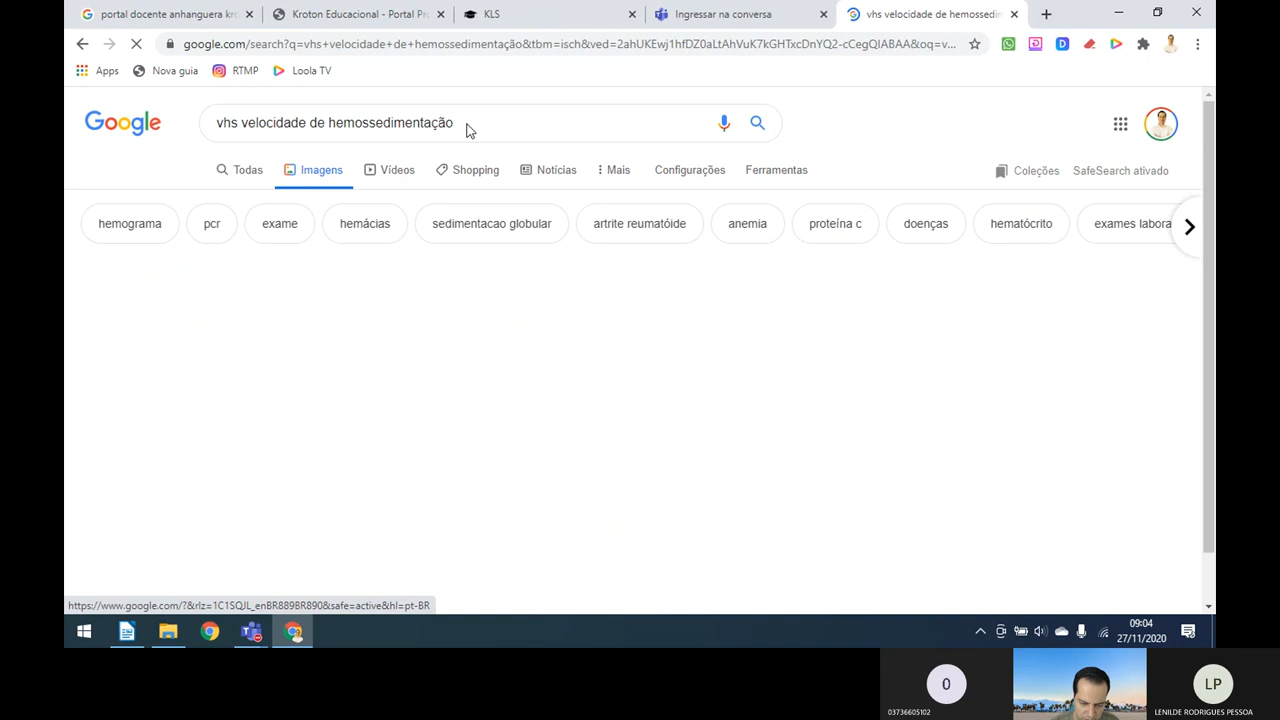 portal docente anhanguera kro
Kroton Educacional - Portal Pro
KLS
Ingressar na conversa
vhs velocidade de hemossedim
google.com/search?q=vhs+velocidade+de+hemossedimentação&tbm=isch&ved=2ahUKEwj1hfDZ0aLtAhVuK7kGHTxcDnYQ2-cCegQIABAA&oq=v...
Apps
Nova guia
RTMP
Loola TV
Google
vhs velocidade de hemossedimentação
Todas
Imagens
Vídeos
Shopping
Notícias
Mais
Configurações
Ferramentas
Coleções
SafeSearch ativado
hemograma
pcr
exame
hemácias
sedimentacao globular
artrite reumatóide
anemia
proteína c
doenças
hematócrito
exames labora
https://www.google.com/?&rlz=1C1SQJL_enBR889BR890&safe=active&hl=pt-BR
09:04
27/11/2020
0
03736605102
LP
LENILDE RODRIGUES PESSOA